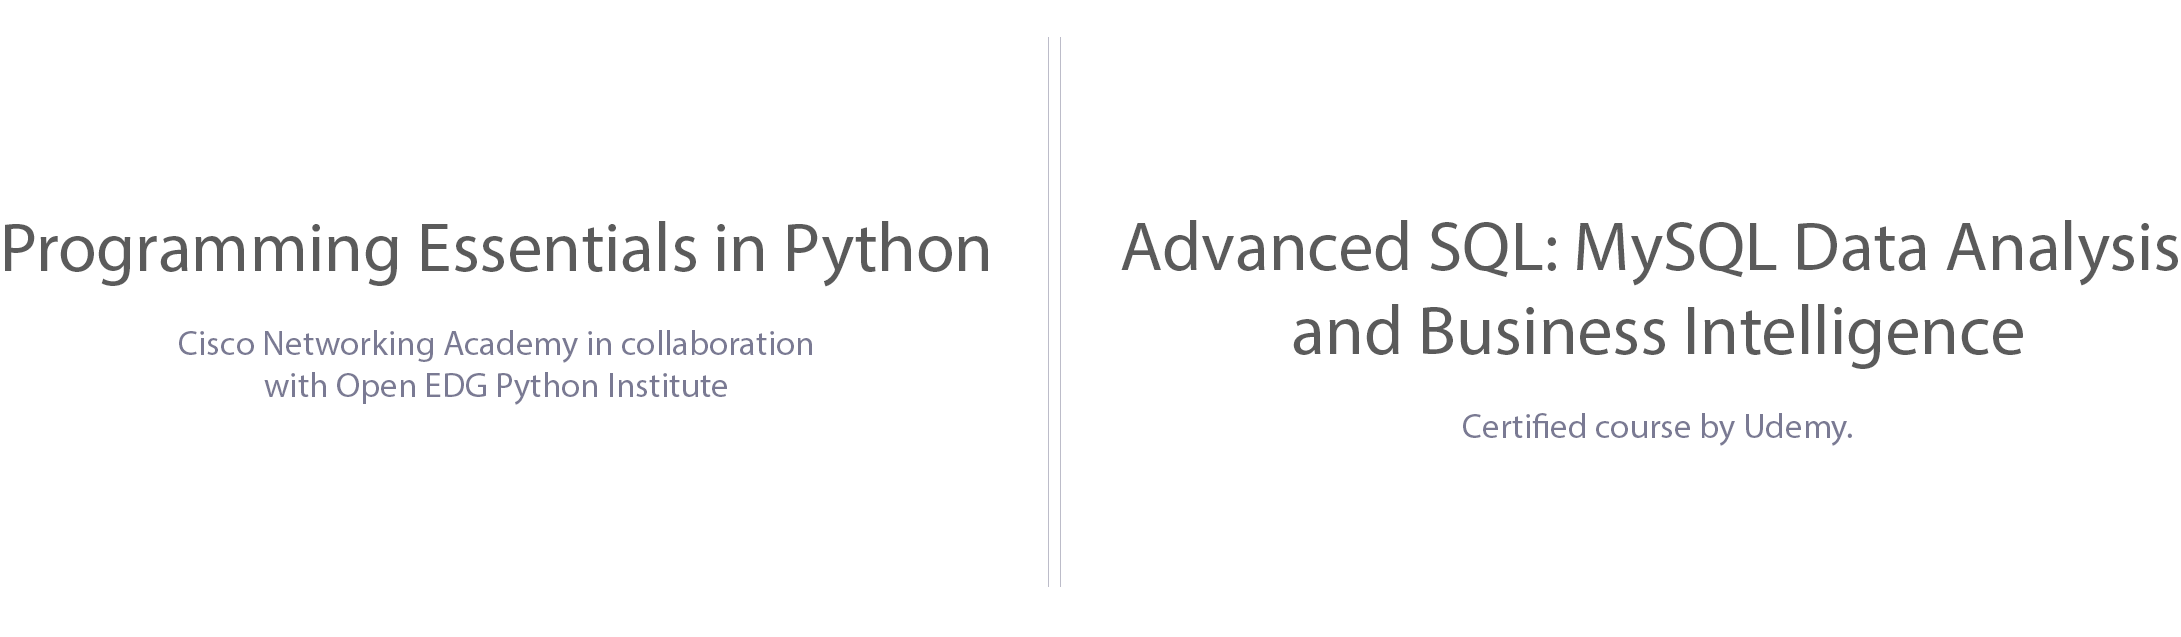 Programming Essentials in Python
Cisco Networking Academy in collaboration
with Open EDG Python Institute
Advanced SQL: MySQL Data Analysis
and Business Intelligence
Certified course by Udemy.